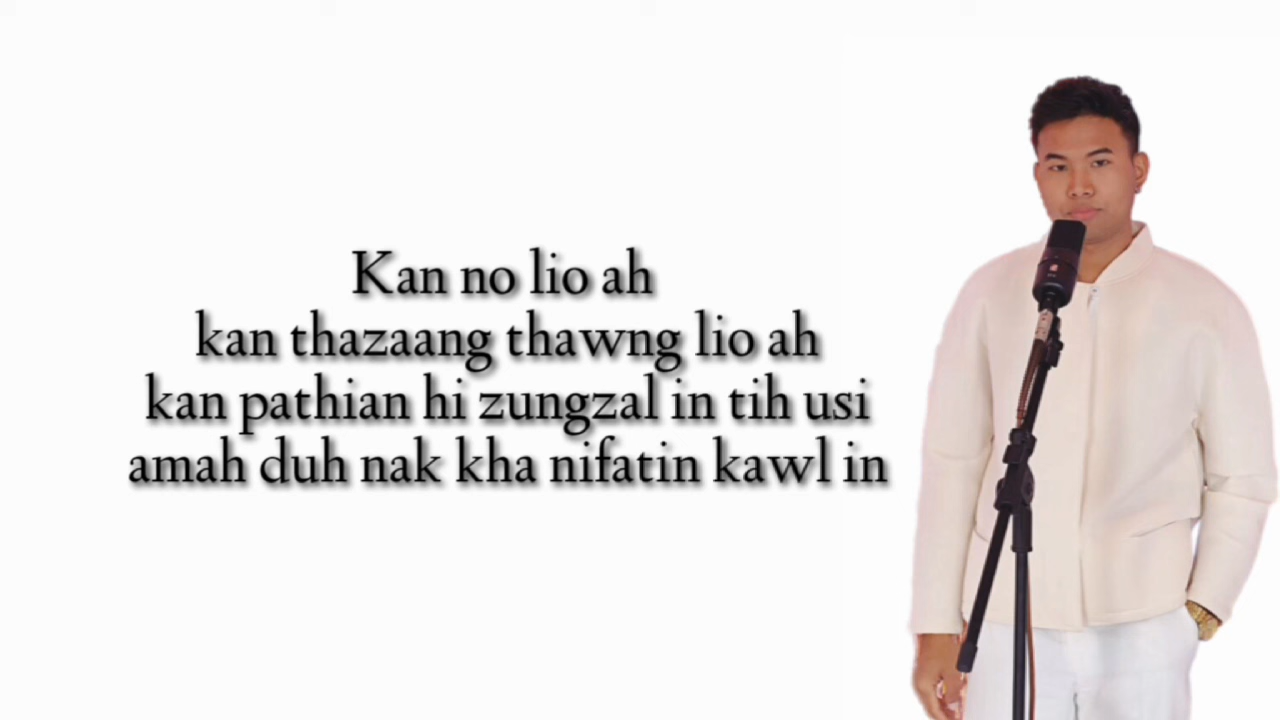 Kan no lio ah
kan thazaang thawng lio ah
kan pathian hi zungzal in tih usi
amah duh nak kha nifatin kawl in